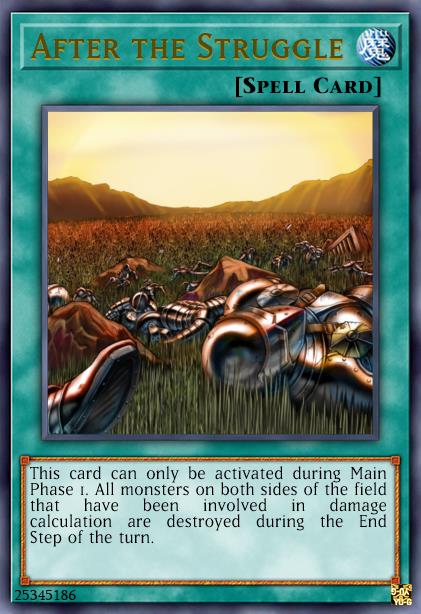 AFTER THE STRUGGLE
魔
[SPELL CARD]
This card can only be activated during Main
Phase 1. All monsters on both sides of the field
that have been involved in damage
calculation are destroyed during the End
Step of the turn.
25345186